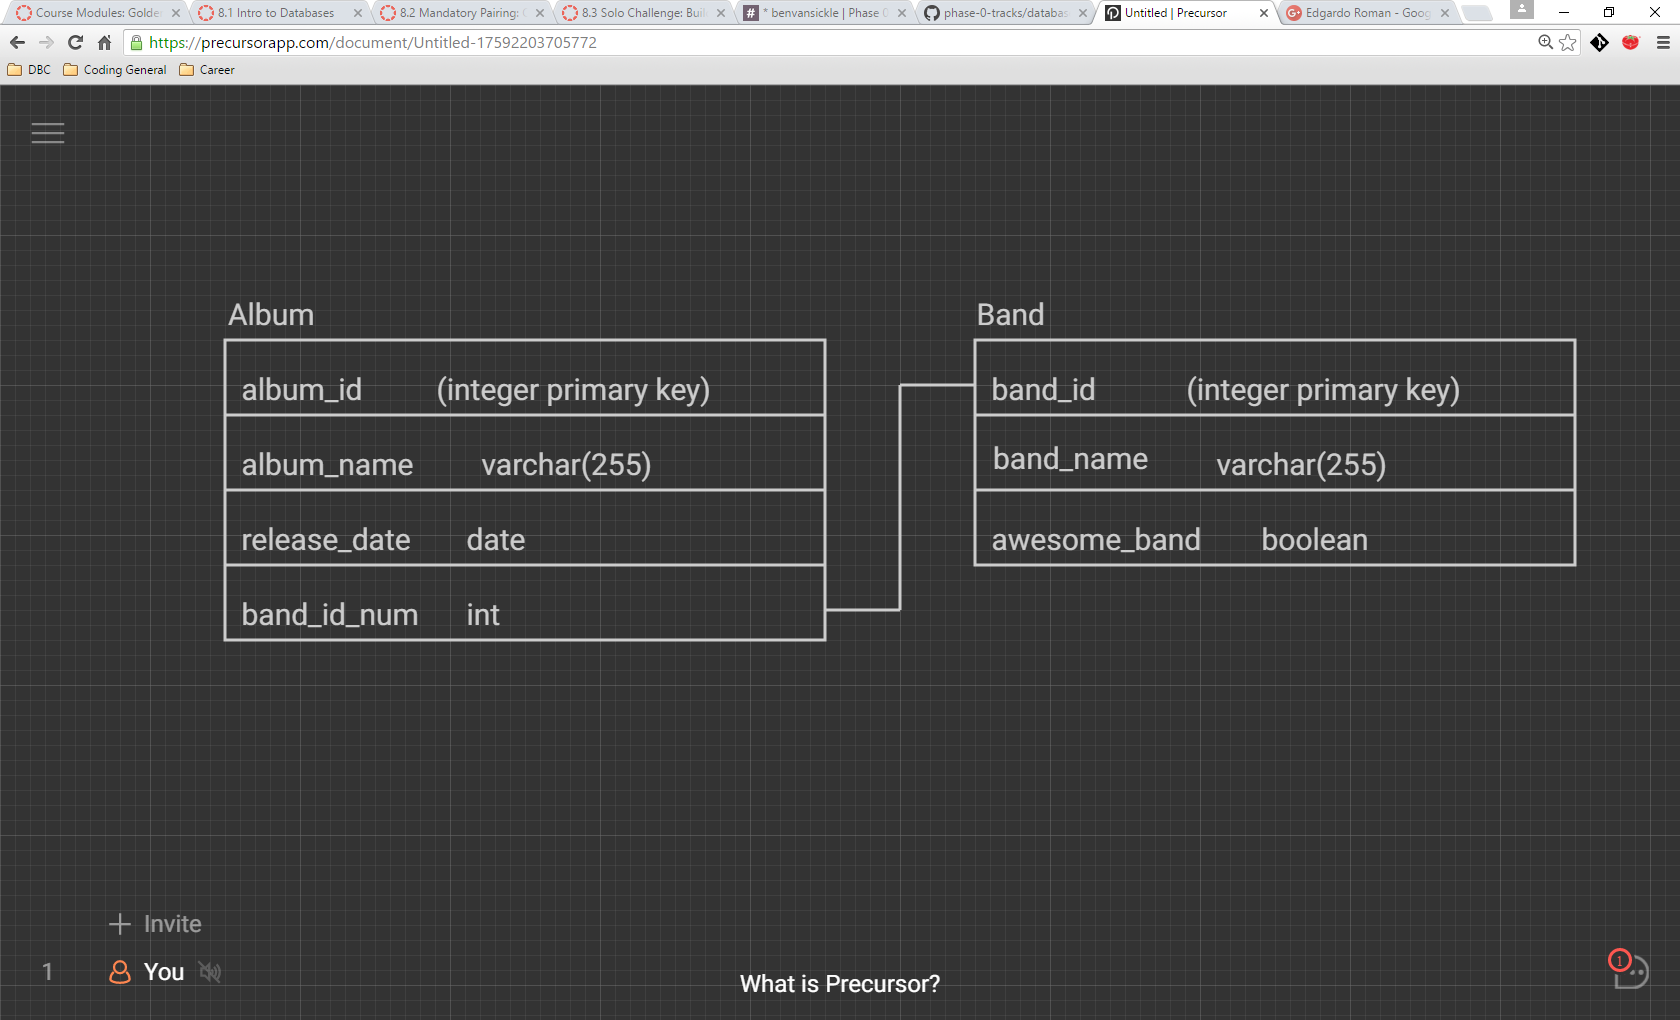 Course Modules: Golde
8.1 Intro to Databases
8.2 Mandatory Pairing:
8.3 Solo Challenge: Buil
* benvansickle | Phase 0
phase-0-tracks/databas
Untitled | Precursor
Edgardo Roman - Goog
https://precursorapp.com/document/Untitled-17592203705772
DBC
Coding General
Career
Album
album_id (integer primary key)
album_name varchar(255)
release_date date
band_id_num int
Band
band_id (integer primary key)
band_name varchar(255)
awesome_band boolean
Invite
1 You
What is Precursor?
1